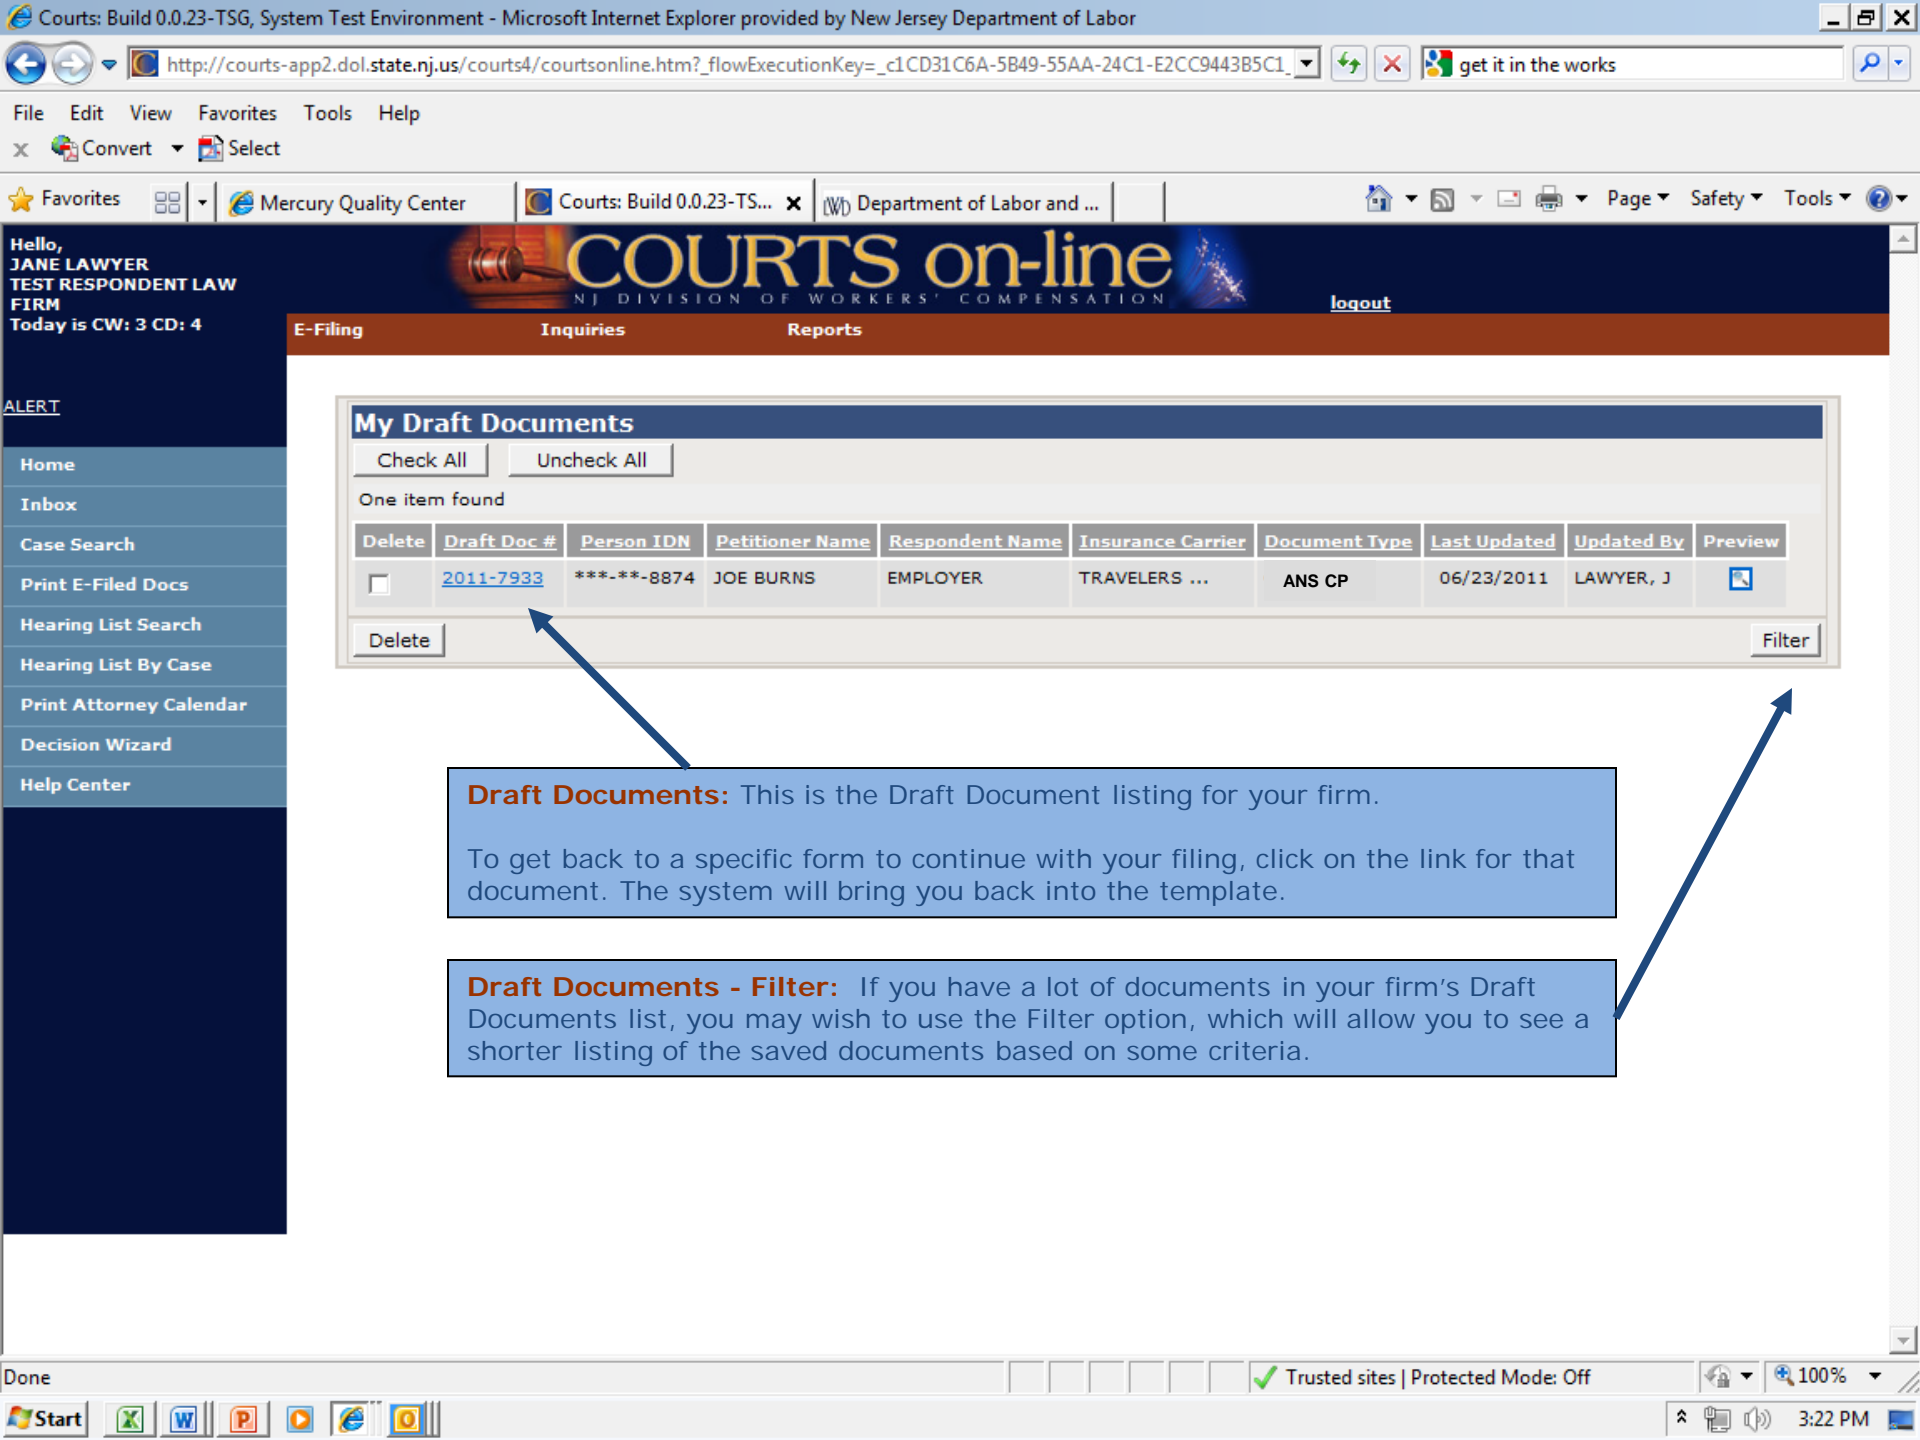 Courts: Build 0.0.23-TSG, System Test Environment - Microsoft Internet Explorer provided by New Jersey Department of Labor
http://courts-app2.dol.state.nj.us/courts4/courtsonline.htm?_flowExecutionKey=_c1CD31C6A-5B49-55AA-24C1-E2CC9443B5C1_
get it in the works
File Edit View Favorites Tools Help
x Convert Select
Favorites Mercury Quality Center Courts: Build 0.0.23-TS... Department of Labor and ... Page Safety Tools
Hello,
JANE LAWYER
TEST RESPONDENT LAW
FIRM
Today is CW: 3 CD: 4
COURTS on-line
NJ DIVISION OF WORKERS' COMPENSATION
logout
E-Filing Inquiries Reports
ALERT
Home
Inbox
Case Search
Print E-Filed Docs
Hearing List Search
Hearing List By Case
Print Attorney Calendar
Decision Wizard
Help Center
My Draft Documents
Check All Uncheck All
One item found
Delete Draft Doc # Person IDN Petitioner Name Respondent Name Insurance Carrier Document Type Last Updated Updated By Preview
2011-7933 ***-**-8874 JOE BURNS EMPLOYER TRAVELERS ... ANS CP 06/23/2011 LAWYER, J
Delete Filter
Draft Documents: This is the Draft Document listing for your firm.
To get back to a specific form to continue with your filing, click on the link for that
document. The system will bring you back into the template.
Draft Documents - Filter: If you have a lot of documents in your firm's Draft
Documents list, you may wish to use the Filter option, which will allow you to see a
shorter listing of the saved documents based on some criteria.
Done Trusted sites | Protected Mode: Off 100%
Start 3:22 PM